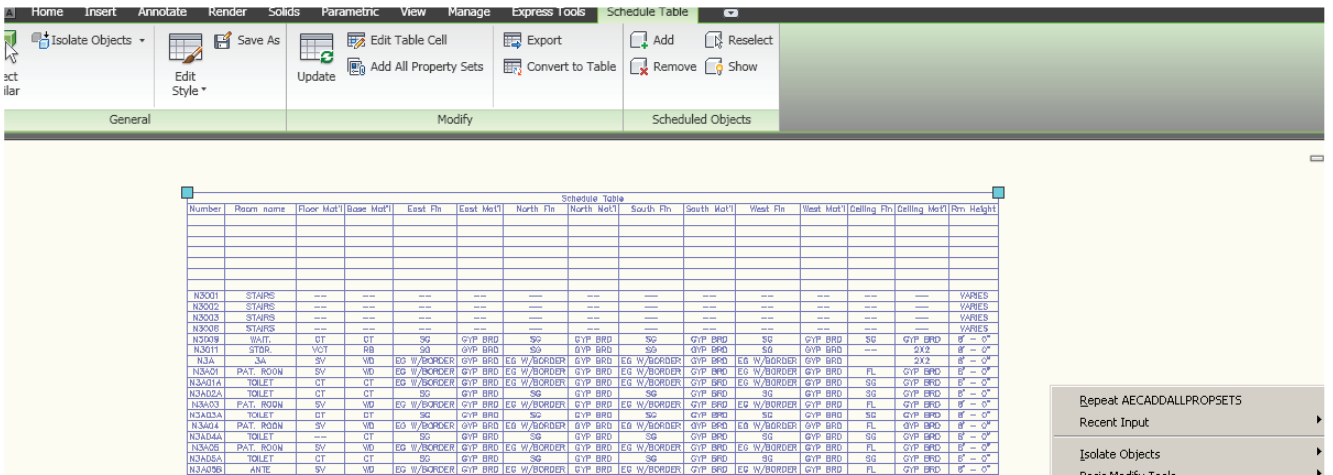 Home Insert Annotate Render Solids Parametric View Manage Express Tools Schedule Table
Isolate Objects Save As Edit Table Cell Export Add Reselect
Edit Style Update Add All Property Sets Convert to Table Remove Show
General Modify Scheduled Objects
Schedule Table
Number Room name Floor Mat'l Base Mat'l East Fin East Mat'l North Fin North Mat'l South Fin South Mat'l West Fin West Mat'l Ceiling Fin Ceiling Mat'l Rm Height
N3001 STAIRS -- -- -- -- -- -- -- -- -- -- -- -- VARIES
N3002 STAIRS -- -- -- -- -- -- -- -- -- -- -- -- VARIES
N3003 STAIRS -- -- -- -- -- -- -- -- -- -- -- -- VARIES
STAIRS -- -- -- -- -- -- -- -- -- -- -- -- VARIES
N3009 WAIT. CT CT SG GYP BRD SG GYP BRD SG GYP BRD SG GYP BRD SG GYP BRD 8' - 0"
N3011 STOR. VCT RB SG GYP BRD SG GYP BRD SG GYP BRD SG GYP BRD -- 2X2 8' - 0"
N3A 3A SV WD EG W/BORDER GYP BRD EG W/BORDER GYP BRD EG W/BORDER GYP BRD EG W/BORDER GYP BRD 2X2 8' - 0"
N3A01 PAT. ROOM SV WD EG W/BORDER GYP BRD EG W/BORDER GYP BRD EG W/BORDER GYP BRD EG W/BORDER GYP BRD FL GYP BRD 8' - 0"
N3A01A TOILET CT CT EG W/BORDER GYP BRD EG W/BORDER GYP BRD EG W/BORDER GYP BRD EG W/BORDER GYP BRD SG GYP BRD 8' - 0"
N3A02A TOILET CT CT SG GYP BRD SG GYP BRD SG GYP BRD SG GYP BRD SG GYP BRD 8' - 0"
N3A03 PAT. ROOM SV WD EG W/BORDER GYP BRD EG W/BORDER GYP BRD EG W/BORDER GYP BRD EG W/BORDER GYP BRD FL GYP BRD 8' - 0"
N3A03A TOILET CT CT SG GYP BRD SG GYP BRD SG GYP BRD SG GYP BRD SG GYP BRD 8' - 0"
N3A04 PAT. ROOM SV WD EG W/BORDER GYP BRD EG W/BORDER GYP BRD EG W/BORDER GYP BRD EG W/BORDER GYP BRD FL GYP BRD 8' - 0"
N3A04A TOILET -- CT SG GYP BRD SG GYP BRD SG GYP BRD SG GYP BRD SG GYP BRD 8' - 0"
N3A05 PAT. ROOM SV WD EG W/BORDER GYP BRD EG W/BORDER GYP BRD EG W/BORDER GYP BRD EG W/BORDER GYP BRD FL GYP BRD 8' - 0"
N3A05A TOILET CT CT SG GYP BRD SG GYP BRD SG GYP BRD SG GYP BRD SG GYP BRD 8' - 0"
N3A05B ANTE SV WD EG W/BORDER GYP BRD EG W/BORDER GYP BRD EG W/BORDER GYP BRD EG W/BORDER GYP BRD FL GYP BRD 8' - 0"
Repeat AECADDALLPROPSETS
Recent Input
Isolate Objects